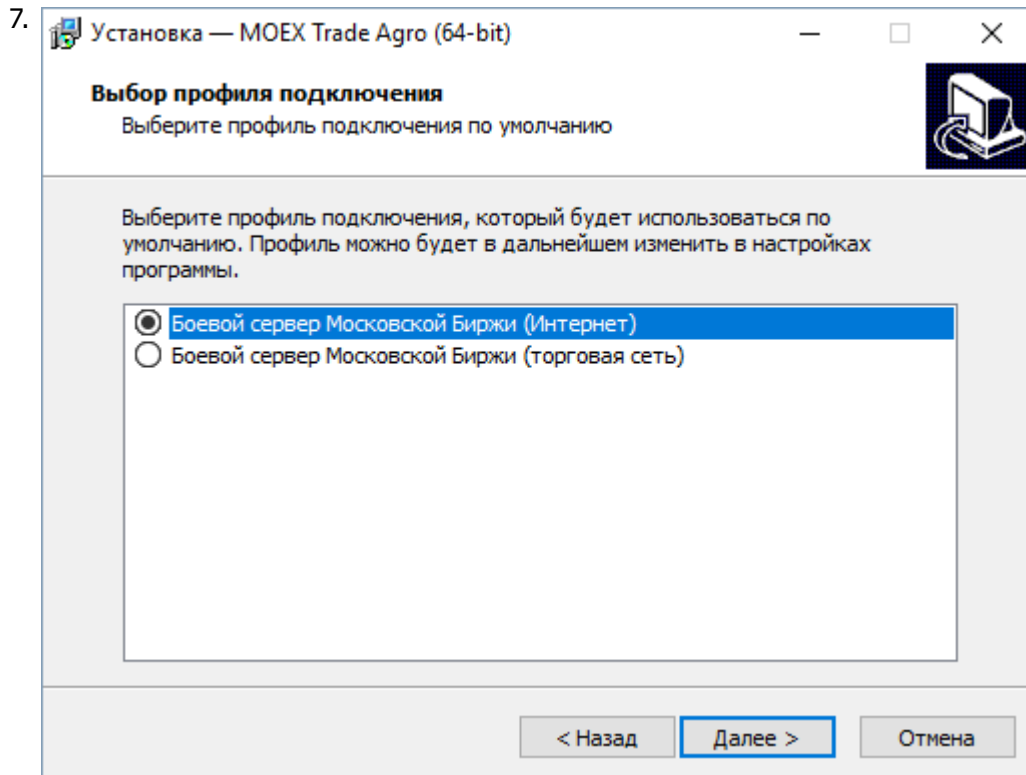 7.
Установка — MOEX Trade Agro (64-bit)
Выбор профиля подключения
Выберите профиль подключения по умолчанию
Выберите профиль подключения, который будет использоваться по
умолчанию. Профиль можно будет в дальнейшем изменить в настройках
программы.
Боевой сервер Московской Биржи (Интернет)
Боевой сервер Московской Биржи (торговая сеть)
< Назад Далее > Отмена